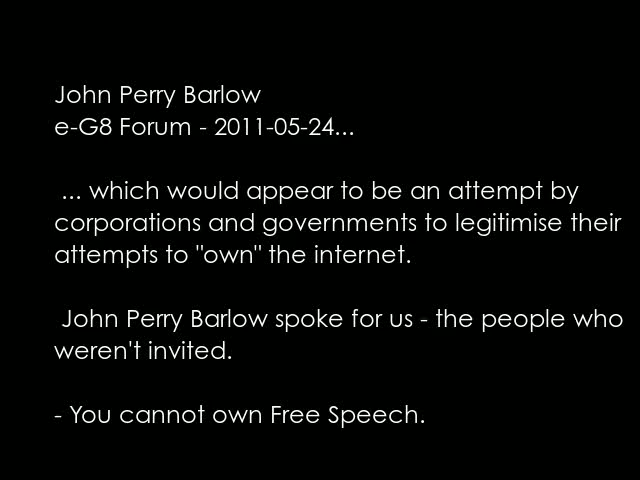 John Perry Barlow
e-G8 Forum - 2011-05-24...
... which would appear to be an attempt by
corporations and governments to legitimise their
attempts to "own" the internet.
John Perry Barlow spoke for us - the people who
weren't invited.
- You cannot own Free Speech.